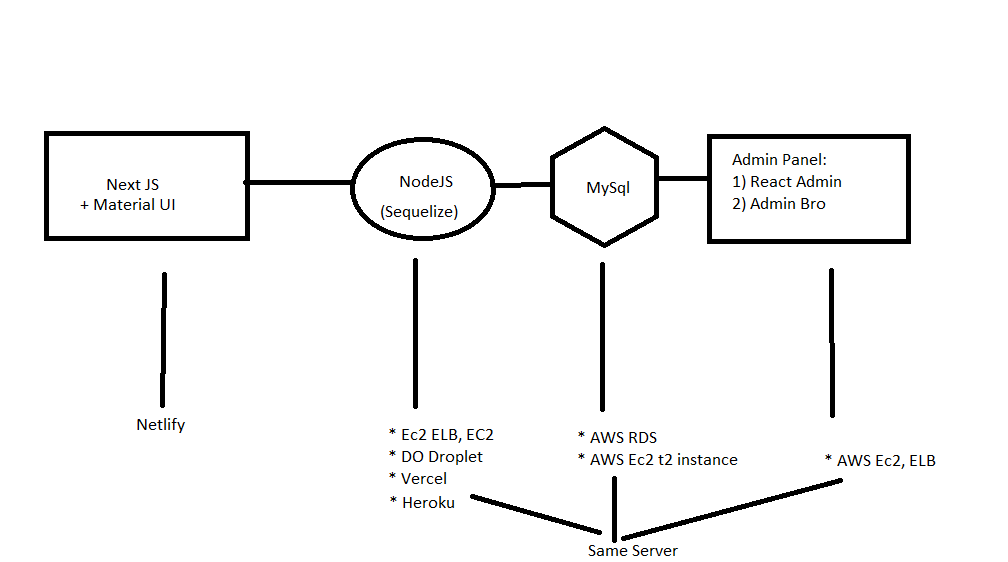 Next JS
+ Material UI
NodeJS
(Sequelize)
MySql
Admin Panel:
1) React Admin
2) Admin Bro
Netlify
* Ec2 ELB, EC2
* DO Droplet
* Vercel
* Heroku
* AWS RDS
* AWS Ec2 t2 instance
* AWS Ec2, ELB
Same Server